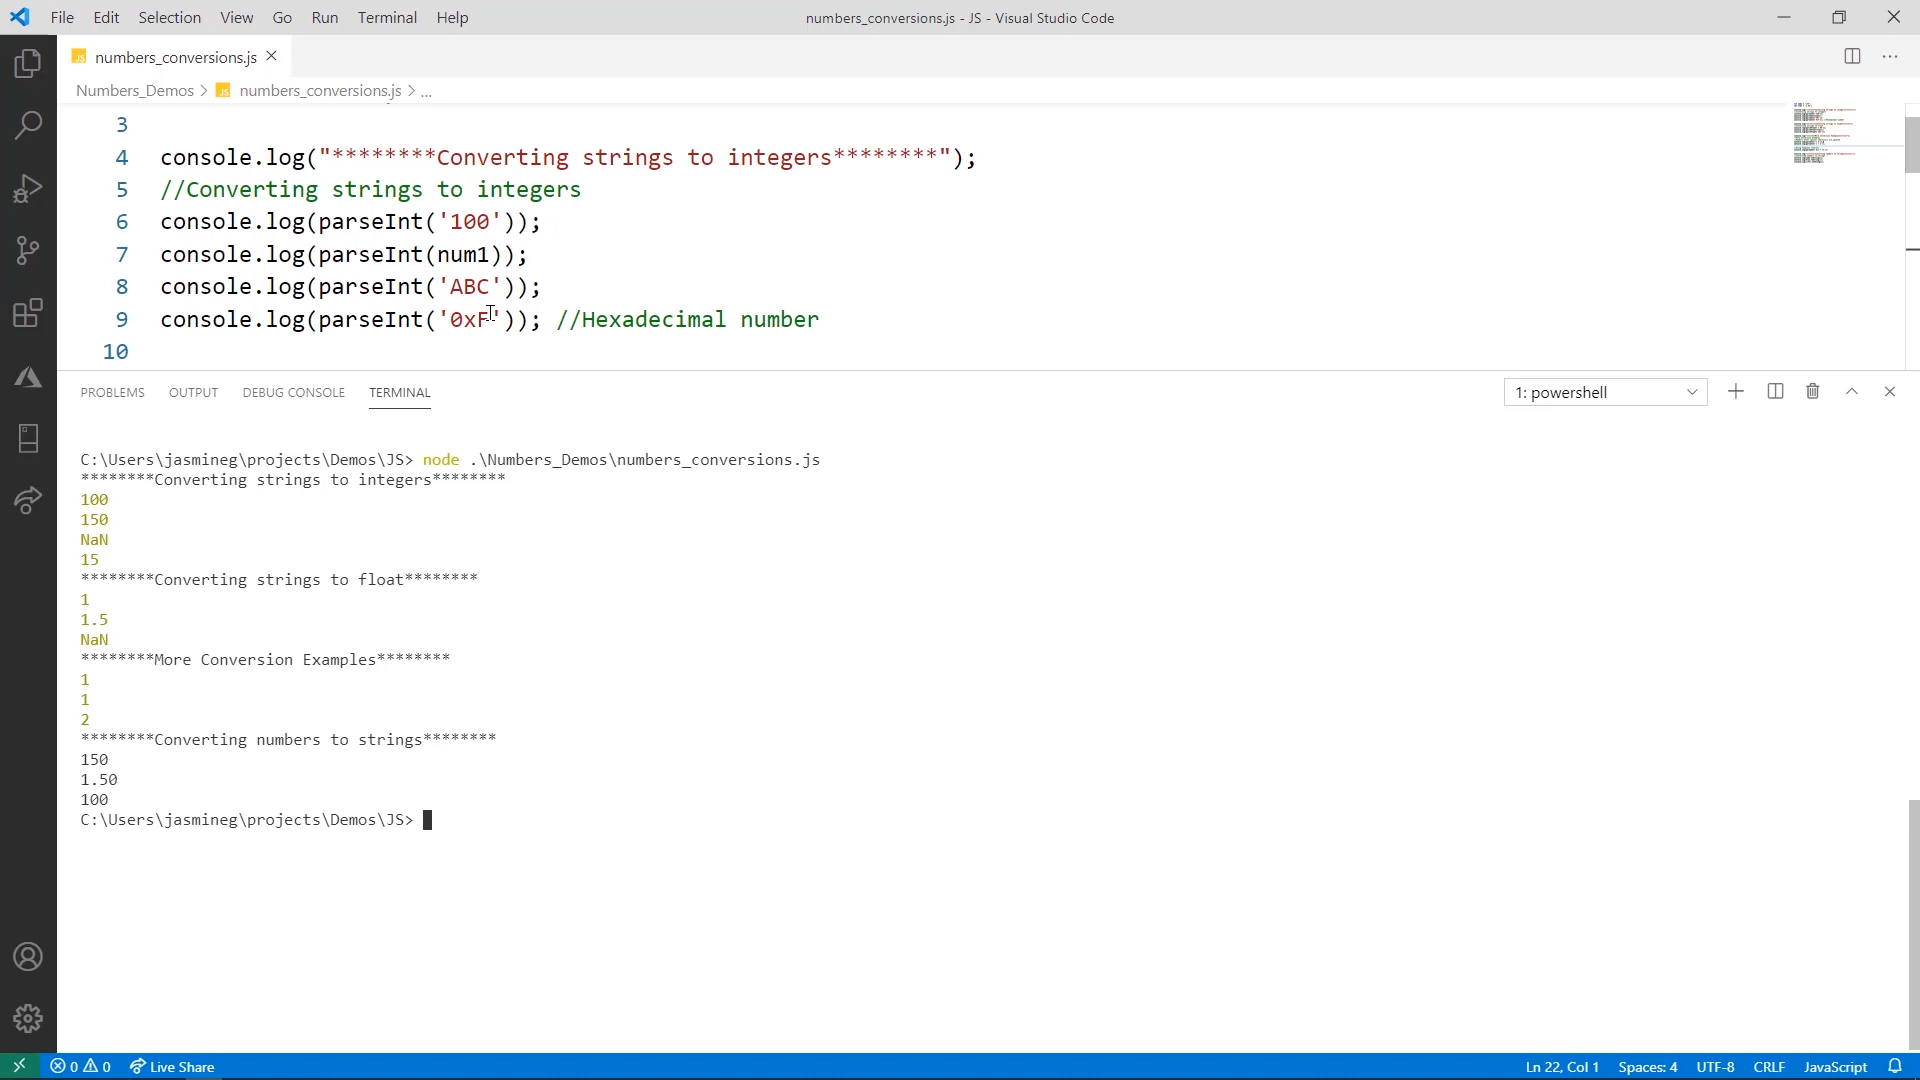 File Edit Selection View Go Run Terminal Help
numbers_conversions.js - JS - Visual Studio Code
JS numbers_conversions.js
Numbers_Demos > JS numbers_conversions.js > ...
3
4 console.log("********Converting strings to integers********");
5 //Converting strings to integers
6 console.log(parseInt('100'));
7 console.log(parseInt(num1));
8 console.log(parseInt('ABC'));
9 console.log(parseInt('0xF')); //Hexadecimal number
10
PROBLEMS OUTPUT DEBUG CONSOLE TERMINAL
1: powershell
C:\Users\jasmineg\projects\Demos\JS> node .\Numbers_Demos\numbers_conversions.js
********Converting strings to integers********
100
150
NaN
15
********Converting strings to float********
1
1.5
NaN
********More Conversion Examples********
1
1
2
********Converting numbers to strings********
150
1.50
100
C:\Users\jasmineg\projects\Demos\JS>
0 0 Live Share
Ln 22, Col 1 Spaces: 4 UTF-8 CRLF JavaScript